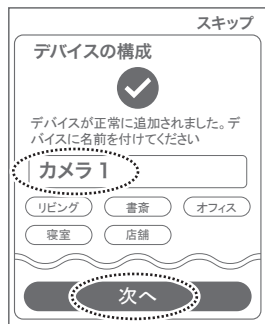 スキップ
デバイスの構成
デバイスが正常に追加されました。デ
バイスに名前を付けてください
カメラ 1
リビング 書斎 オフィス
寝室 店舗
次へ